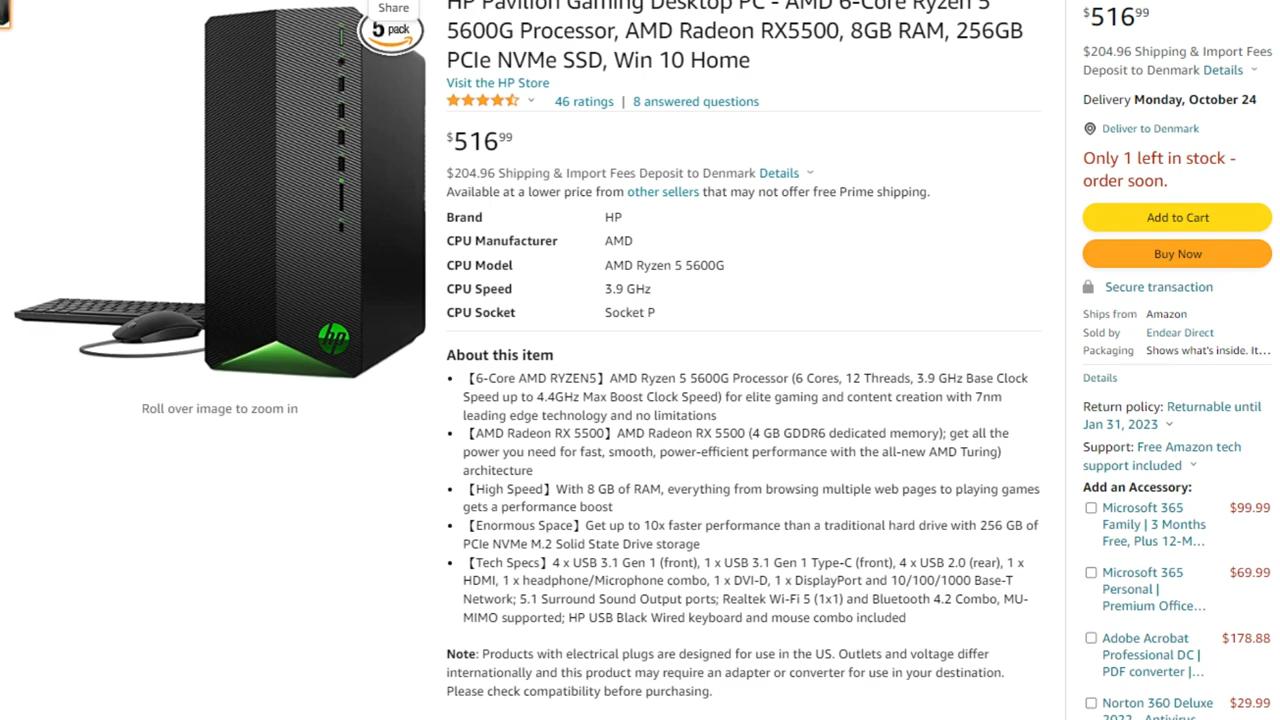 Share
5 pack
hp
Roll over image to zoom in
HP Pavilion Gaming Desktop PC - AMD 6-Core Ryzen 5
5600G Processor, AMD Radeon RX5500, 8GB RAM, 256GB
PCIe NVMe SSD, Win 10 Home
Visit the HP Store
46 ratings | 8 answered questions
$516 99
$204.96 Shipping & Import Fees Deposit to Denmark Details
Available at a lower price from other sellers that may not offer free Prime shipping.
Brand HP
CPU Manufacturer AMD
CPU Model AMD Ryzen 5 5600G
CPU Speed 3.9 GHz
CPU Socket Socket P
About this item
• 【6-Core AMD RYZEN5】AMD Ryzen 5 5600G Processor (6 Cores, 12 Threads, 3.9 GHz Base Clock
Speed up to 4.4GHz Max Boost Clock Speed) for elite gaming and content creation with 7nm
leading edge technology and no limitations
• 【AMD Radeon RX 5500】AMD Radeon RX 5500 (4 GB GDDR6 dedicated memory); get all the
power you need for fast, smooth, power-efficient performance with the all-new AMD Turing)
architecture
• 【High Speed】With 8 GB of RAM, everything from browsing multiple web pages to playing games
gets a performance boost
• 【Enormous Space】Get up to 10x faster performance than a traditional hard drive with 256 GB of
PCIe NVMe M.2 Solid State Drive storage
• 【Tech Specs】4 x USB 3.1 Gen 1 (front), 1 x USB 3.1 Gen 1 Type-C (front), 4 x USB 2.0 (rear), 1 x
HDMI, 1 x headphone/Microphone combo, 1 x DVI-D, 1 x DisplayPort and 10/100/1000 Base-T
Network; 5.1 Surround Sound Output ports; Realtek Wi-Fi 5 (1x1) and Bluetooth 4.2 Combo, MU-
MIMO supported; HP USB Black Wired keyboard and mouse combo included
Note: Products with electrical plugs are designed for use in the US. Outlets and voltage differ
internationally and this product may require an adapter or converter for use in your destination.
Please check compatibility before purchasing.
$516 99
$204.96 Shipping & Import Fees
Deposit to Denmark Details
Delivery Monday, October 24
Deliver to Denmark
Only 1 left in stock -
order soon.
Add to Cart
Buy Now
Secure transaction
Ships from Amazon
Sold by Endear Direct
Packaging Shows what's inside. It…
Details
Return policy: Returnable until
Jan 31, 2023
Support: Free Amazon tech
support included
Add an Accessory:
Microsoft 365 $99.99
Family | 3 Months
Free, Plus 12-M…
Microsoft 365 $69.99
Personal |
Premium Office…
Adobe Acrobat $178.88
Professional DC |
PDF converter |…
Norton 360 Deluxe $29.99
2022 - Antivirus